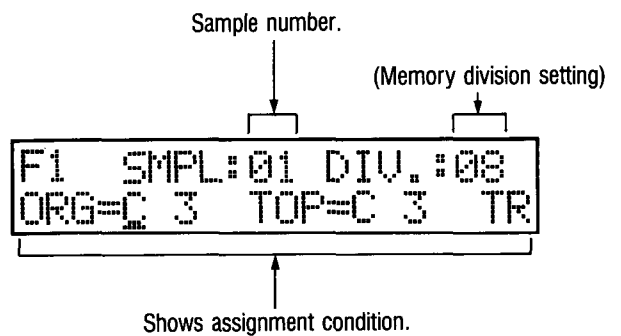 Sample number.
(Memory division setting)
F1 SMPL:01 DIV.:08
ORG=C 3 TOP=C 3 TR
Shows assignment condition.